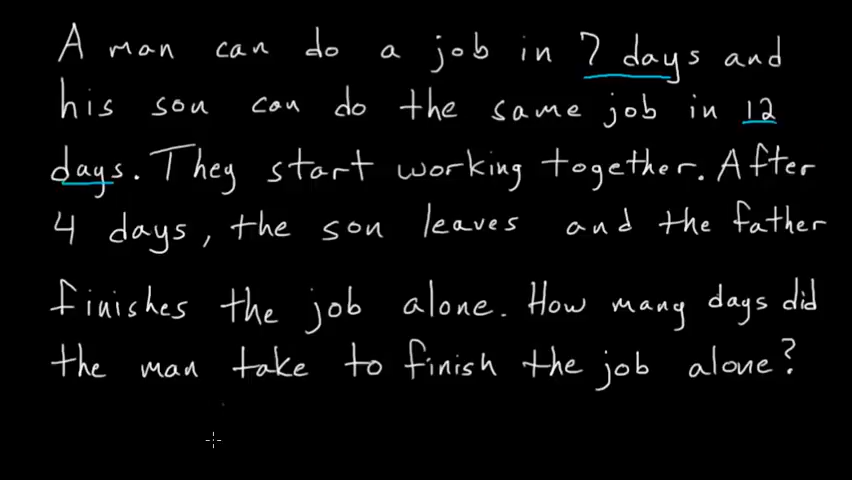 A man can do a job in 7 days and
his son can do the same job in 12
days. They start working together. After
4 days, the son leaves and the father
finishes the job alone. How many days did
the man take to finish the job alone?